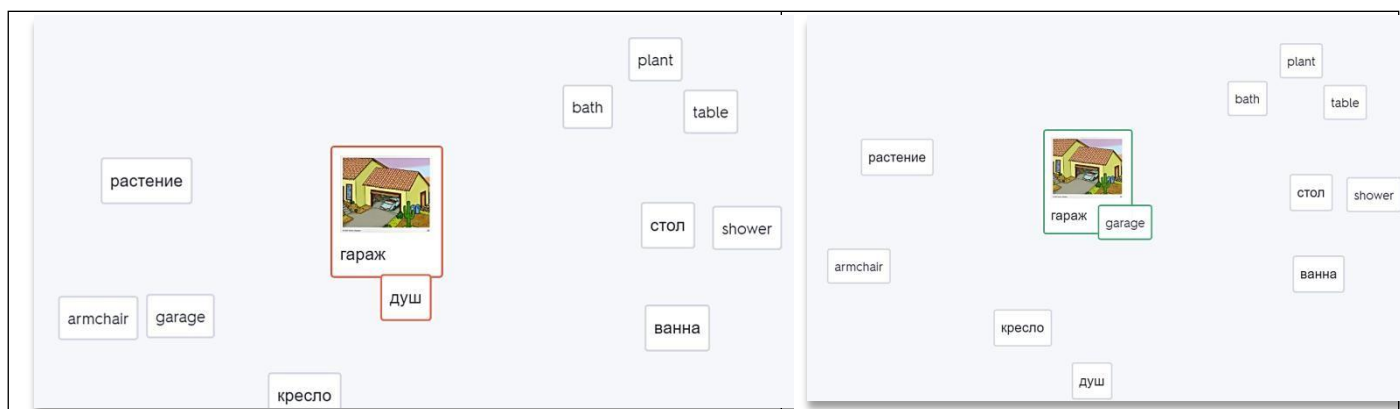 plant
bath
table
растение
стол
shower
гараж
душ
armchair
garage
ванна
кресло
plant
bath
table
растение
стол
shower
гараж
garage
armchair
ванна
кресло
душ